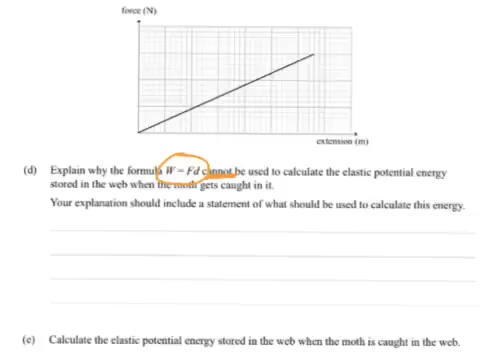 force (N)
extension (m)
(d) Explain why the formula W = Fd cannot be used to calculate the elastic potential energy
stored in the web when the moth gets caught in it.
Your explanation should include a statement of what should be used to calculate this energy.
(e) Calculate the elastic potential energy stored in the web when the moth is caught in the web.